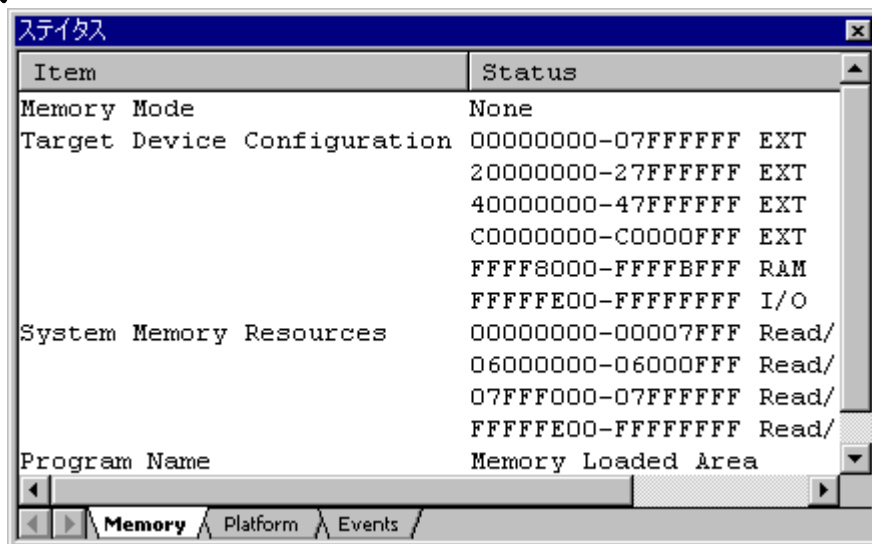 ステイタス
Item Status
Memory Mode None
Target Device Configuration 00000000-07FFFFFF EXT
20000000-27FFFFFF EXT
40000000-47FFFFFF EXT
C0000000-C0000FFF EXT
FFFF8000-FFFFBFFF RAM
FFFFFE00-FFFFFFFF I/O
System Memory Resources 00000000-00007FFF Read/
06000000-06000FFF Read/
07FFF000-07FFFFFF Read/
FFFFFE00-FFFFFFFF Read/
Program Name Memory Loaded Area
Memory Platform Events